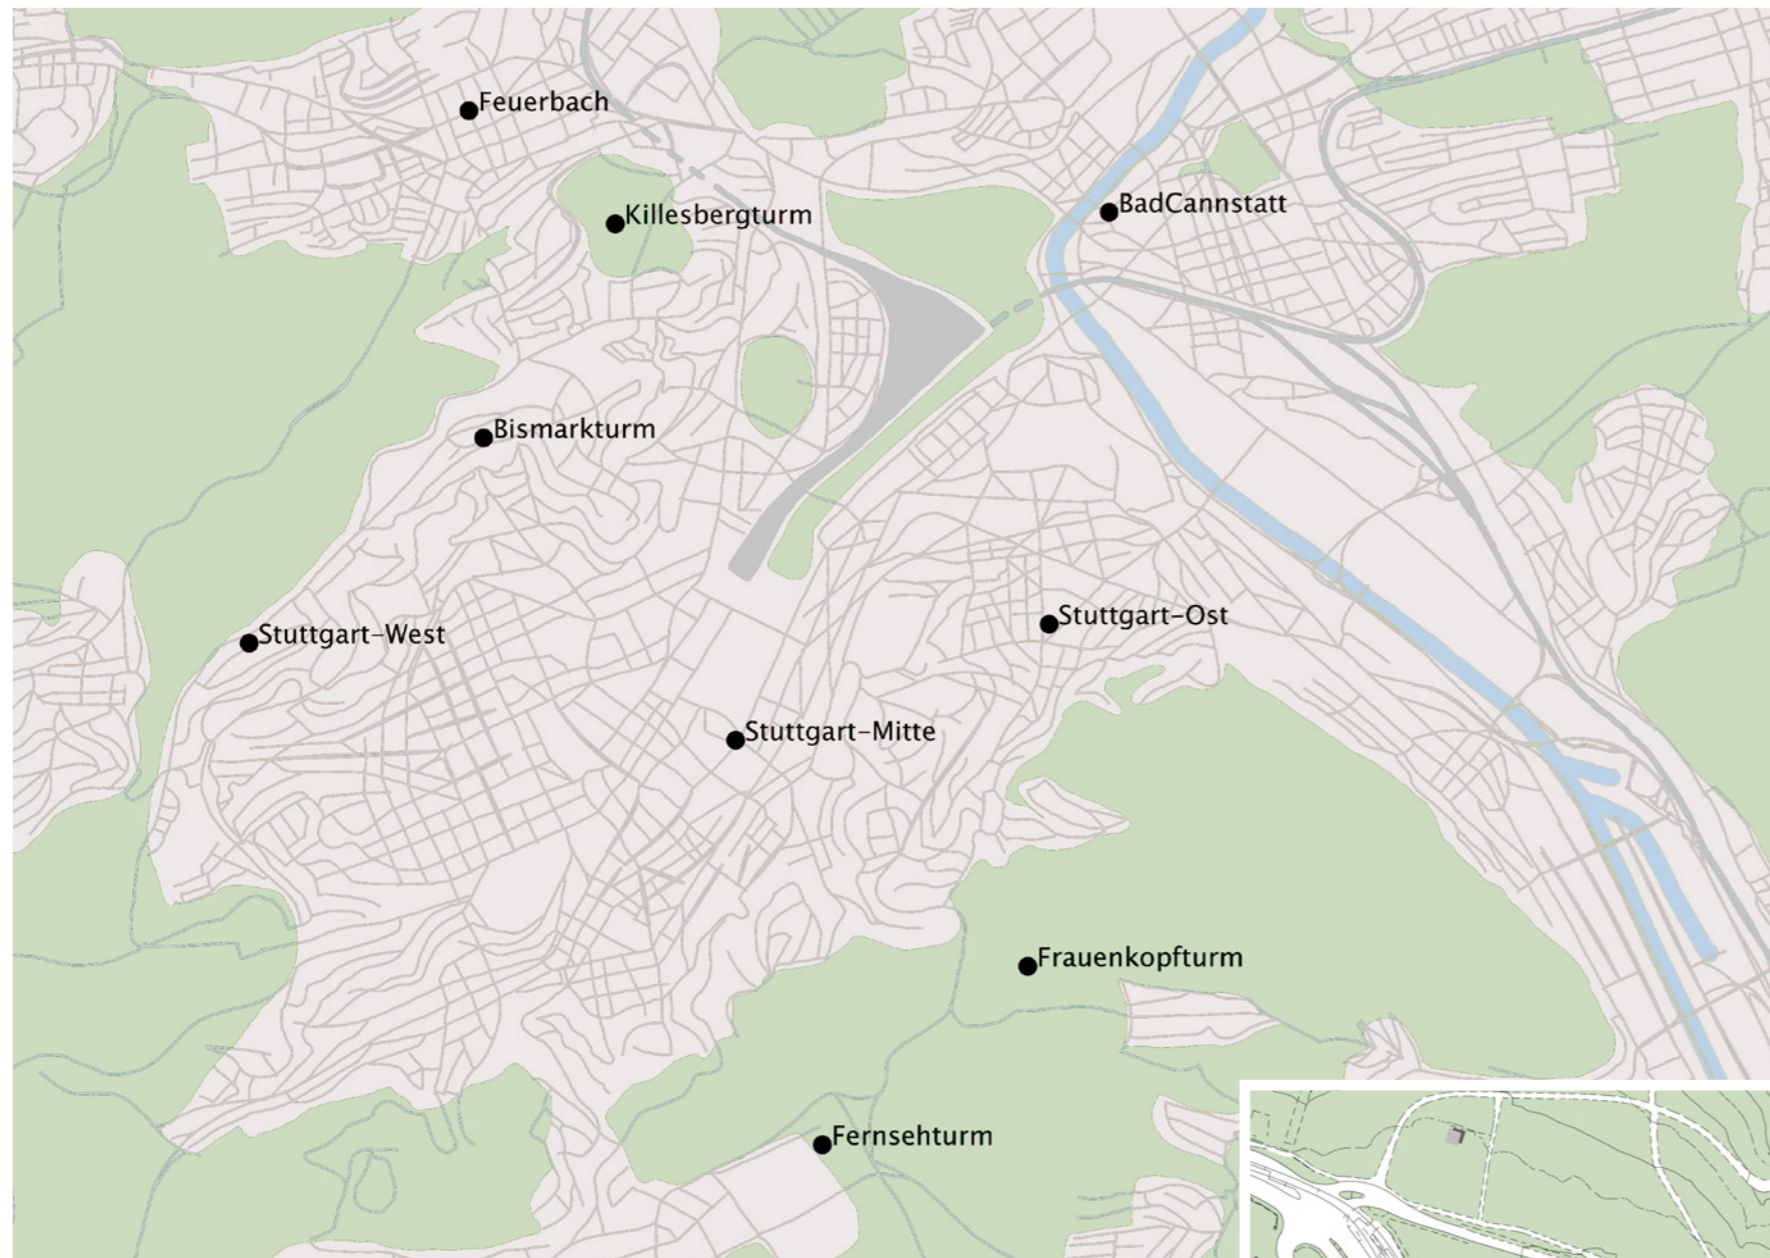 Feuerbach
Killesbergturm
BadCannstatt
Bismarkturm
Stuttgart-West
Stuttgart-Ost
Stuttgart-Mitte
Frauenkopfturm
Fernsehturm